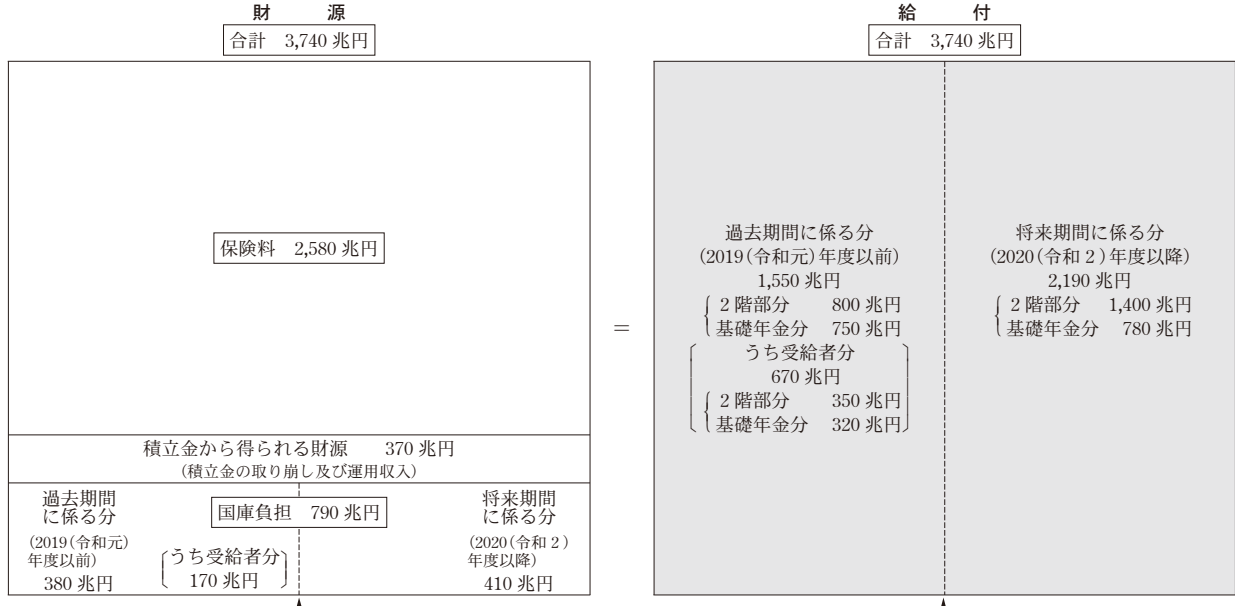 財　源
合計　3,740 兆円
保険料　2,580 兆円
積立金から得られる財源　370 兆円
(積立金の取り崩し及び運用収入)
過去期間
に係る分
(2019(令和元)
年度以前)
380 兆円
国庫負担　790 兆円
うち受給者分
170 兆円
将来期間
に係る分
(2020(令和 2 )
年度以降)
410 兆円
=
給　付
合計　3,740 兆円
過去期間に係る分
(2019(令和元)年度以前)
1,550 兆円
2 階部分　800 兆円
基礎年金分　750 兆円
うち受給者分
670 兆円
2 階部分　350 兆円
基礎年金分　320 兆円
将来期間に係る分
(2020(令和 2 )年度以降)
2,190 兆円
2 階部分　1,400 兆円
基礎年金分　780 兆円